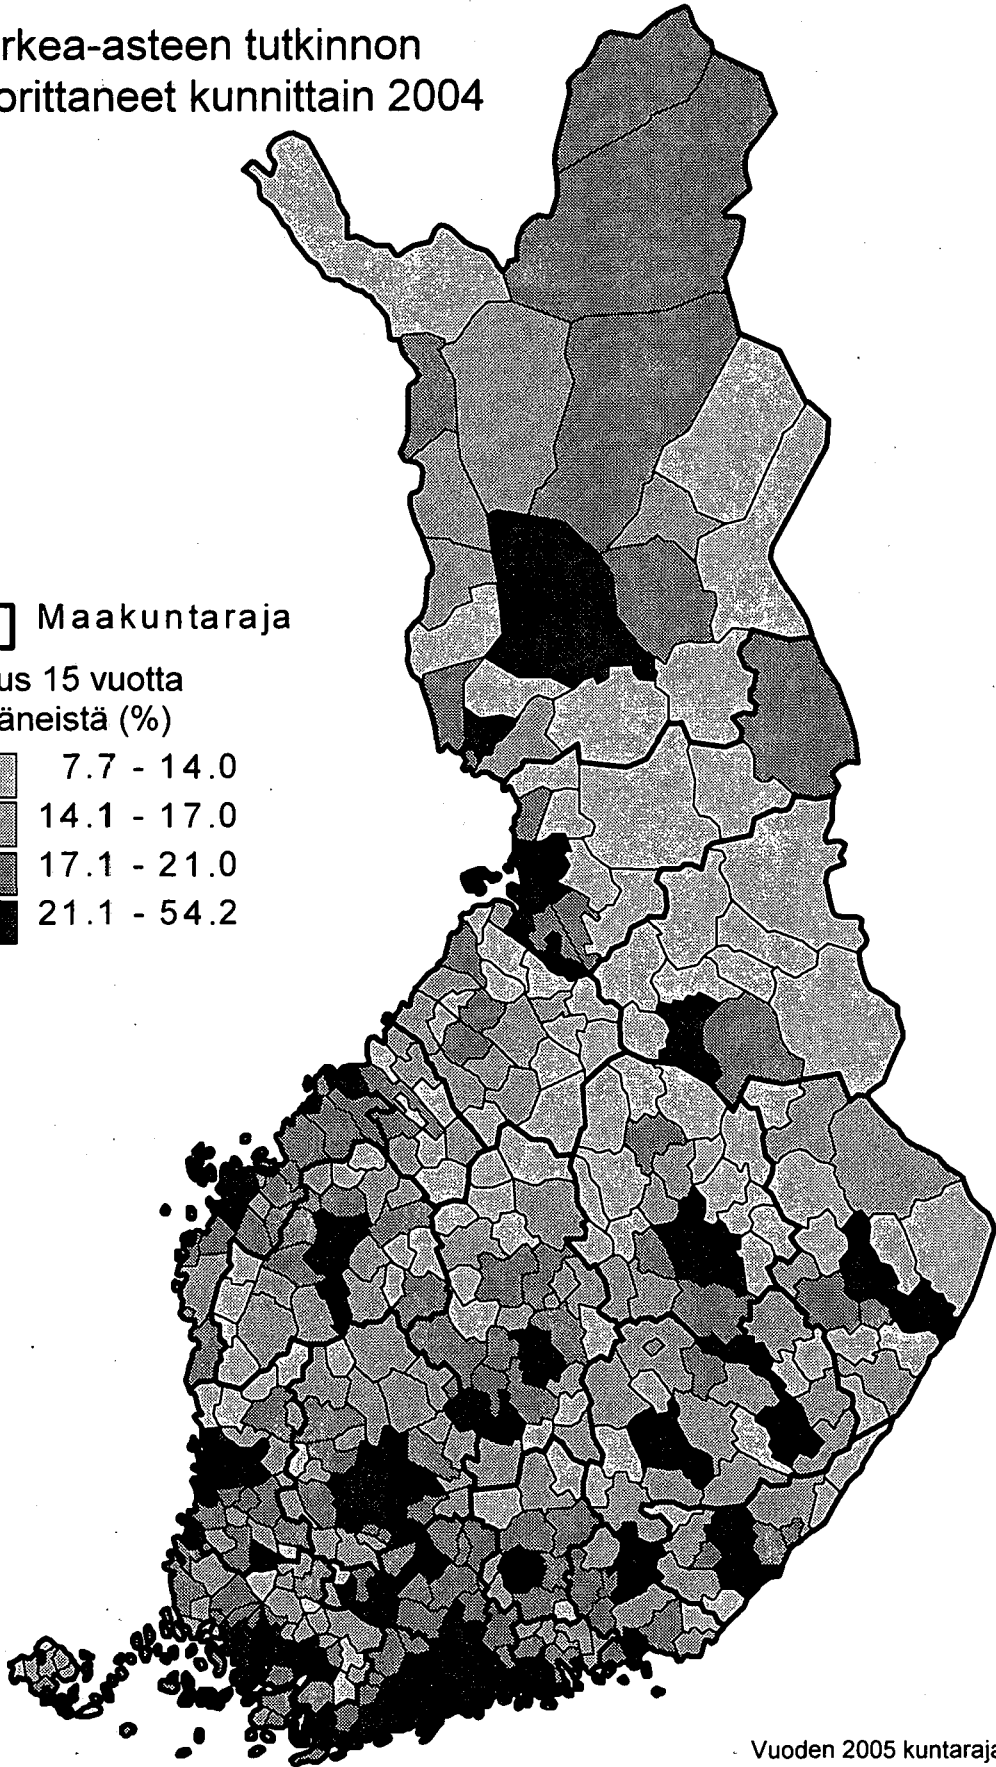 rkea-asteen tutkinnon
orittaneet kunnittain 2004
Maakuntaraja
us 15 vuotta
äneistä (%)
7.7 - 14.0
14.1 - 17.0
17.1 - 21.0
21.1 - 54.2
Vuoden 2005 kuntaraja